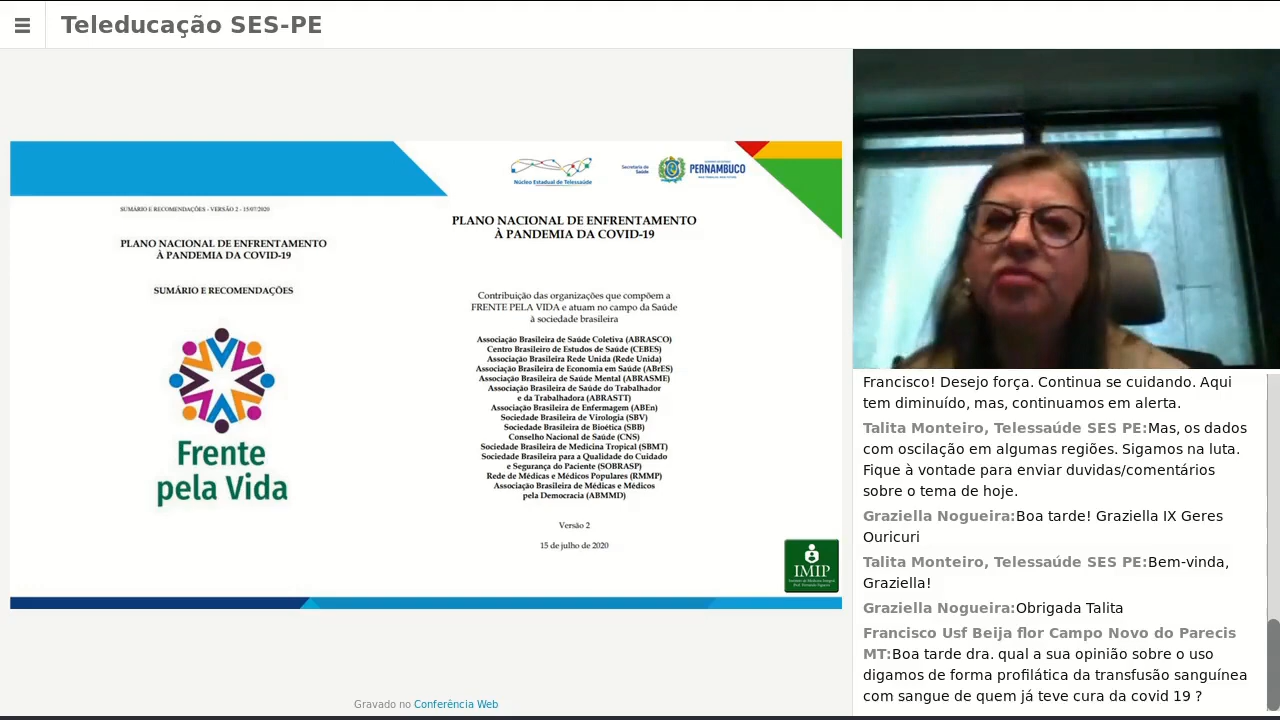 Teleducação SES-PE
Núcleo Estadual de Telessaúde
Secretaria de
Saúde
PERNAMBUCO
SUMÁRIO E RECOMENDAÇÕES - VERSÃO 2 - 15/07/2020
PLANO NACIONAL DE ENFRENTAMENTO
À PANDEMIA DA COVID-19
SUMÁRIO E RECOMENDAÇÕES
Frente
pela Vida
PLANO NACIONAL DE ENFRENTAMENTO
À PANDEMIA DA COVID-19
Contribuição das organizações que compõem a
FRENTE PELA VIDA e atuam no campo da Saúde
à sociedade brasileira
Associação Brasileira de Saúde Coletiva (ABRASCO)
Centro Brasileiro de Estudos de Saúde (CEBES)
Associação Brasileira Rede Unida (Rede Unida)
Associação Brasileira de Economia em Saúde (ABrES)
Associação Brasileira de Saúde Mental (ABRASME)
Associação Brasileira de Saúde do Trabalhador
e da Trabalhadora (ABRASTT)
Associação Brasileira de Enfermagem (ABEn)
Sociedade Brasileira de Virologia (SBV)
Sociedade Brasileira de Bioética (SBB)
Conselho Nacional de Saúde (CNS)
Sociedade Brasileira de Medicina Tropical (SBMT)
Sociedade Brasileira para a Qualidade do Cuidado
e Segurança do Paciente (SOBRASP)
Rede de Médicas e Médicos Populares (RMMP)
Associação Brasileira de Médicas e Médicos
pela Democracia (ABMMD)
Versão 2
15 de julho de 2020
IMIP
Gravado no Conferência Web
Francisco! Desejo força. Continua se cuidando. Aqui
tem diminuído, mas, continuamos em alerta.
Talita Monteiro, Telessaúde SES PE:Mas, os dados
com oscilação em algumas regiões. Sigamos na luta.
Fique à vontade para enviar duvidas/comentários
sobre o tema de hoje.
Graziella Nogueira:Boa tarde! Graziella IX Geres
Ouricuri
Talita Monteiro, Telessaúde SES PE:Bem-vinda,
Graziella!
Graziella Nogueira:Obrigada Talita
Francisco Usf Beija flor Campo Novo do Parecis
MT:Boa tarde dra. qual a sua opinião sobre o uso
digamos de forma profilática da transfusão sanguínea
com sangue de quem já teve cura da covid 19 ?